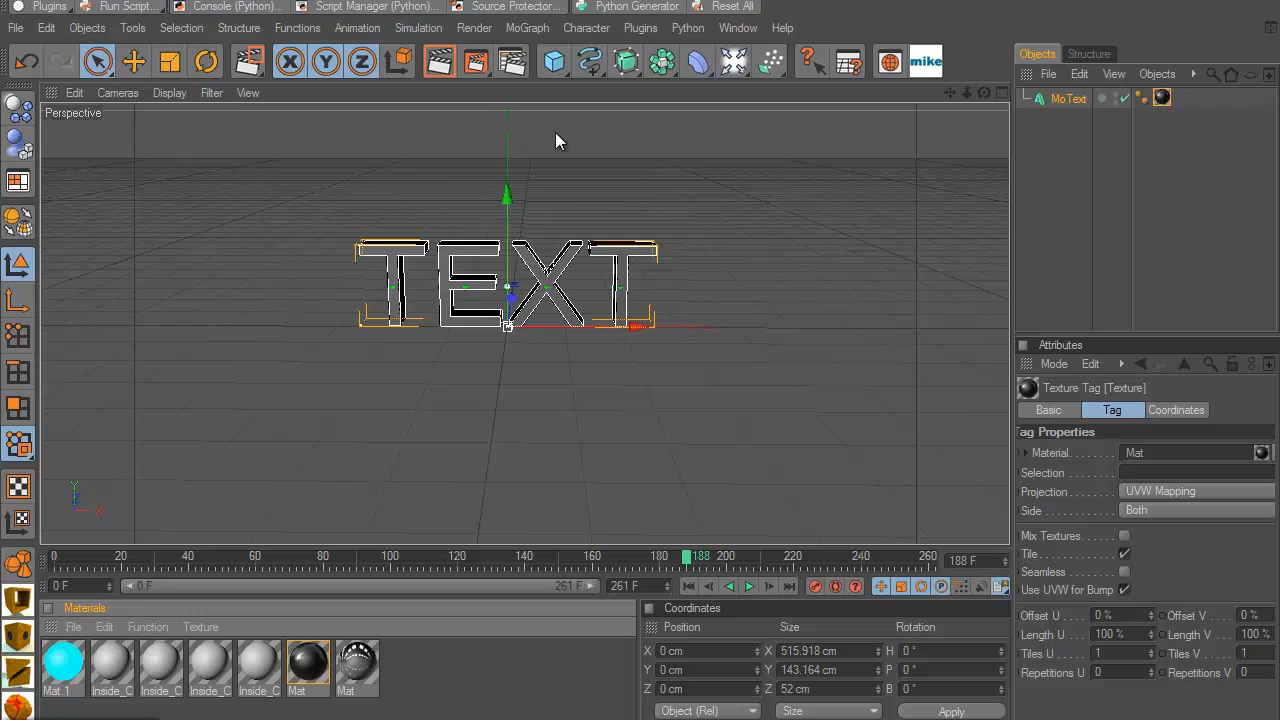 Plugins Run Script... Console (Python)... Script Manager (Python)... Source Protector... Python Generator Reset All
File Edit Objects Tools Selection Structure Functions Animation Simulation Render MoGraph Character Plugins Python Window Help
X Y Z mike
Objects Structure
File Edit View Objects
Edit Cameras Display Filter View
MoText
Perspective
TEXT
Y
X
Attributes
Mode Edit
Texture Tag [Texture]
Basic Tag Coordinates
Tag Properties
Material Mat
Selection
Projection UVW Mapping
Side Both
Mix Textures
Tile
Seamless
Use UVW for Bump
Offset U 0 % Offset V 0 %
Length U 100 % Length V 100 %
Tiles U 1 Tiles V 1
Repetitions U 0 Repetitions V 0
0 20 40 60 80 100 120 140 160 180 188 200 220 240 260 188 F
0 F 0 F 261 F 261 F
Materials
File Edit Function Texture
Mat.1 Inside_C Inside_C Inside_C Inside_C Mat Mat
Coordinates
Position Size Rotation
X 0 cm X 515.918 cm H 0 °
Y 0 cm Y 143.164 cm P 0 °
Z 0 cm Z 52 cm B 0 °
Object (Rel) Size Apply